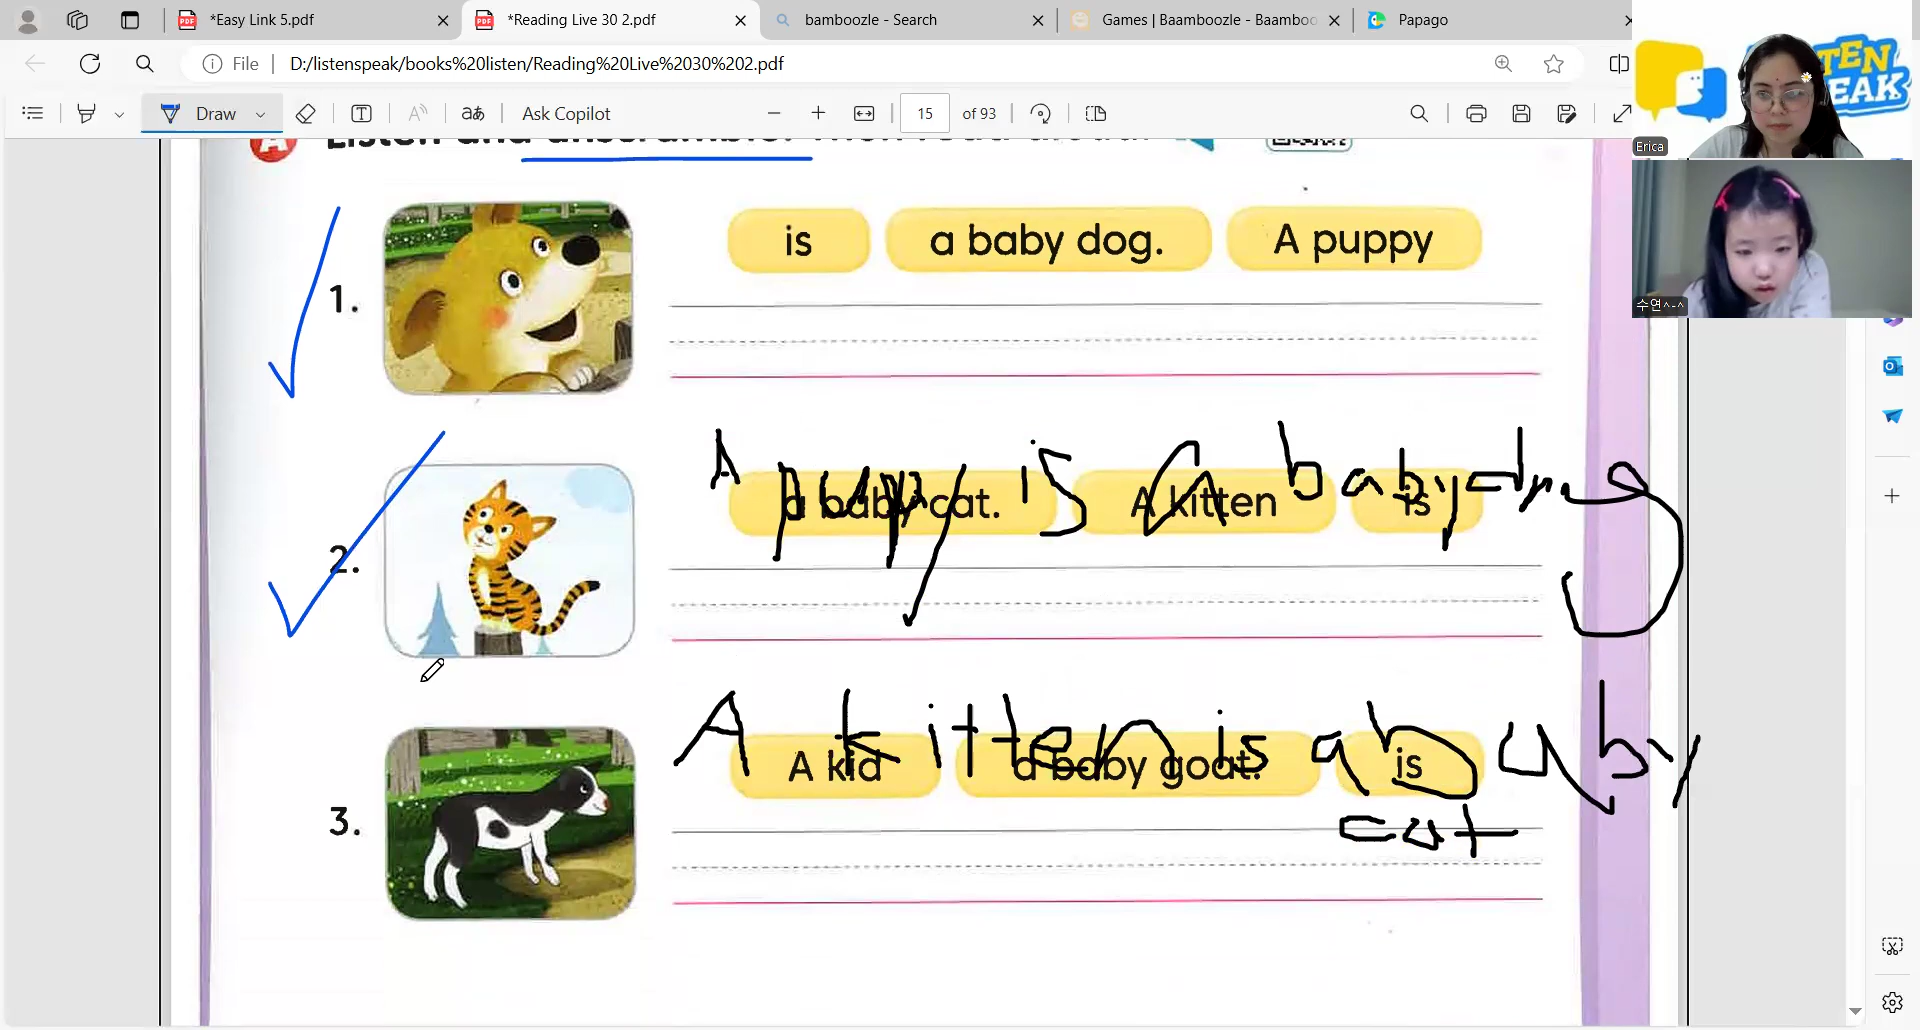 *Easy Link 5.pdf
*Reading Live 30 2.pdf
bamboozle - Search
Games | Baamboozle - Baamboo
Papago
File
D:/listenspeak/books%20listen/Reading%20Live%2030%202.pdf
Draw
aあ
Ask Copilot
15 of 93
Erica
수연^-^
1. is a baby dog. A puppy
A puppy is a baby dog
2. a baby cat. A kitten is
A kitten is a baby
cat
3. A kid a baby goat. is